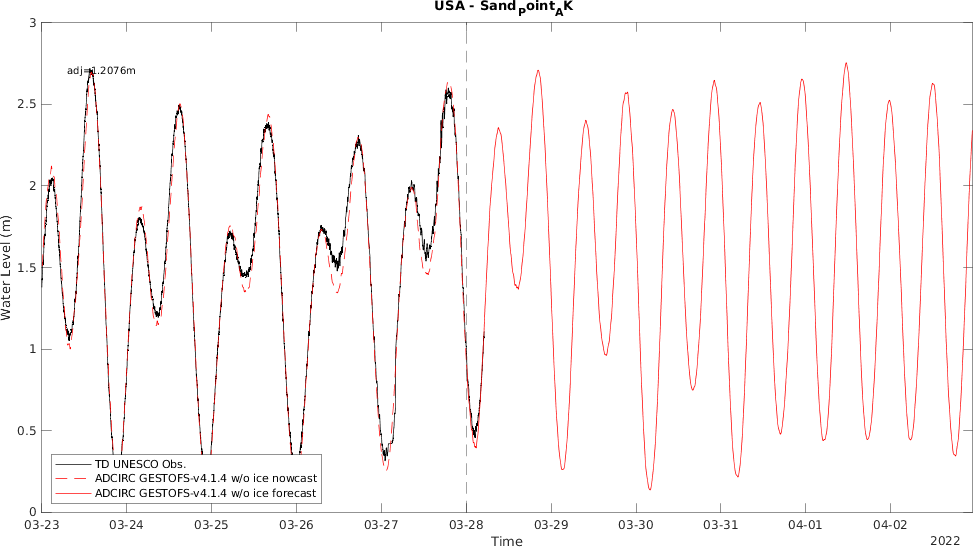 USA - Sand_Point_AK
adj=1.2076m
3
2.5
2
1.5
1
0.5
0
Water Level (m)
TD UNESCO Obs.
ADCIRC GESTOFS-v4.1.4 w/o ice nowcast
ADCIRC GESTOFS-v4.1.4 w/o ice forecast
03-23 03-24 03-25 03-26 03-27 03-28 03-29 03-30 03-31 04-01 04-02
Time
2022